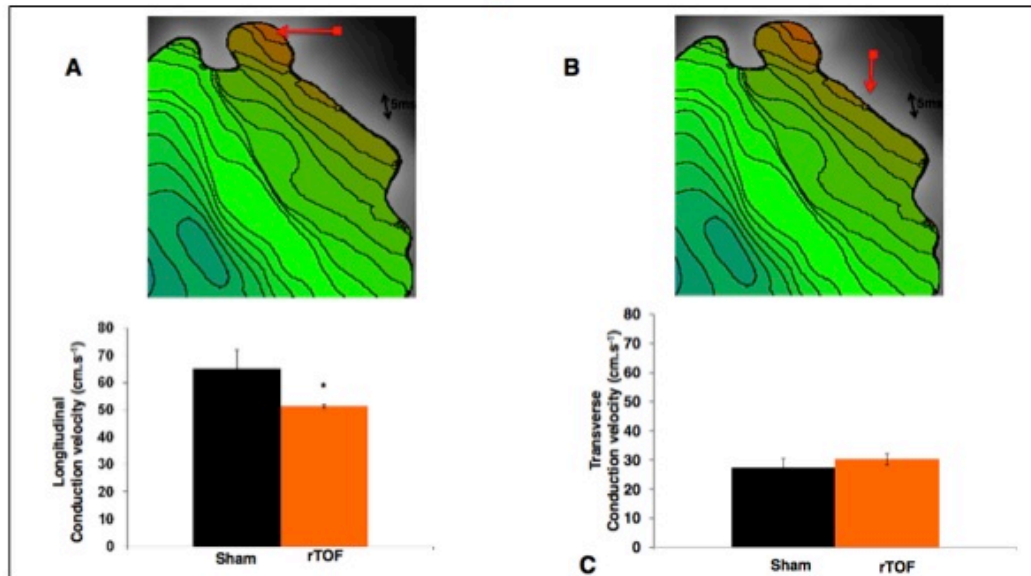 A
5ms
B
5ms
Longitudinal
Conduction velocity (cm.s⁻¹)
80
70
60
50
40
30
20
10
0
*
Sham
rTOF
Transverse
Conduction velocity (cm.s⁻¹)
80
70
60
50
40
30
20
10
0
C
Sham
rTOF